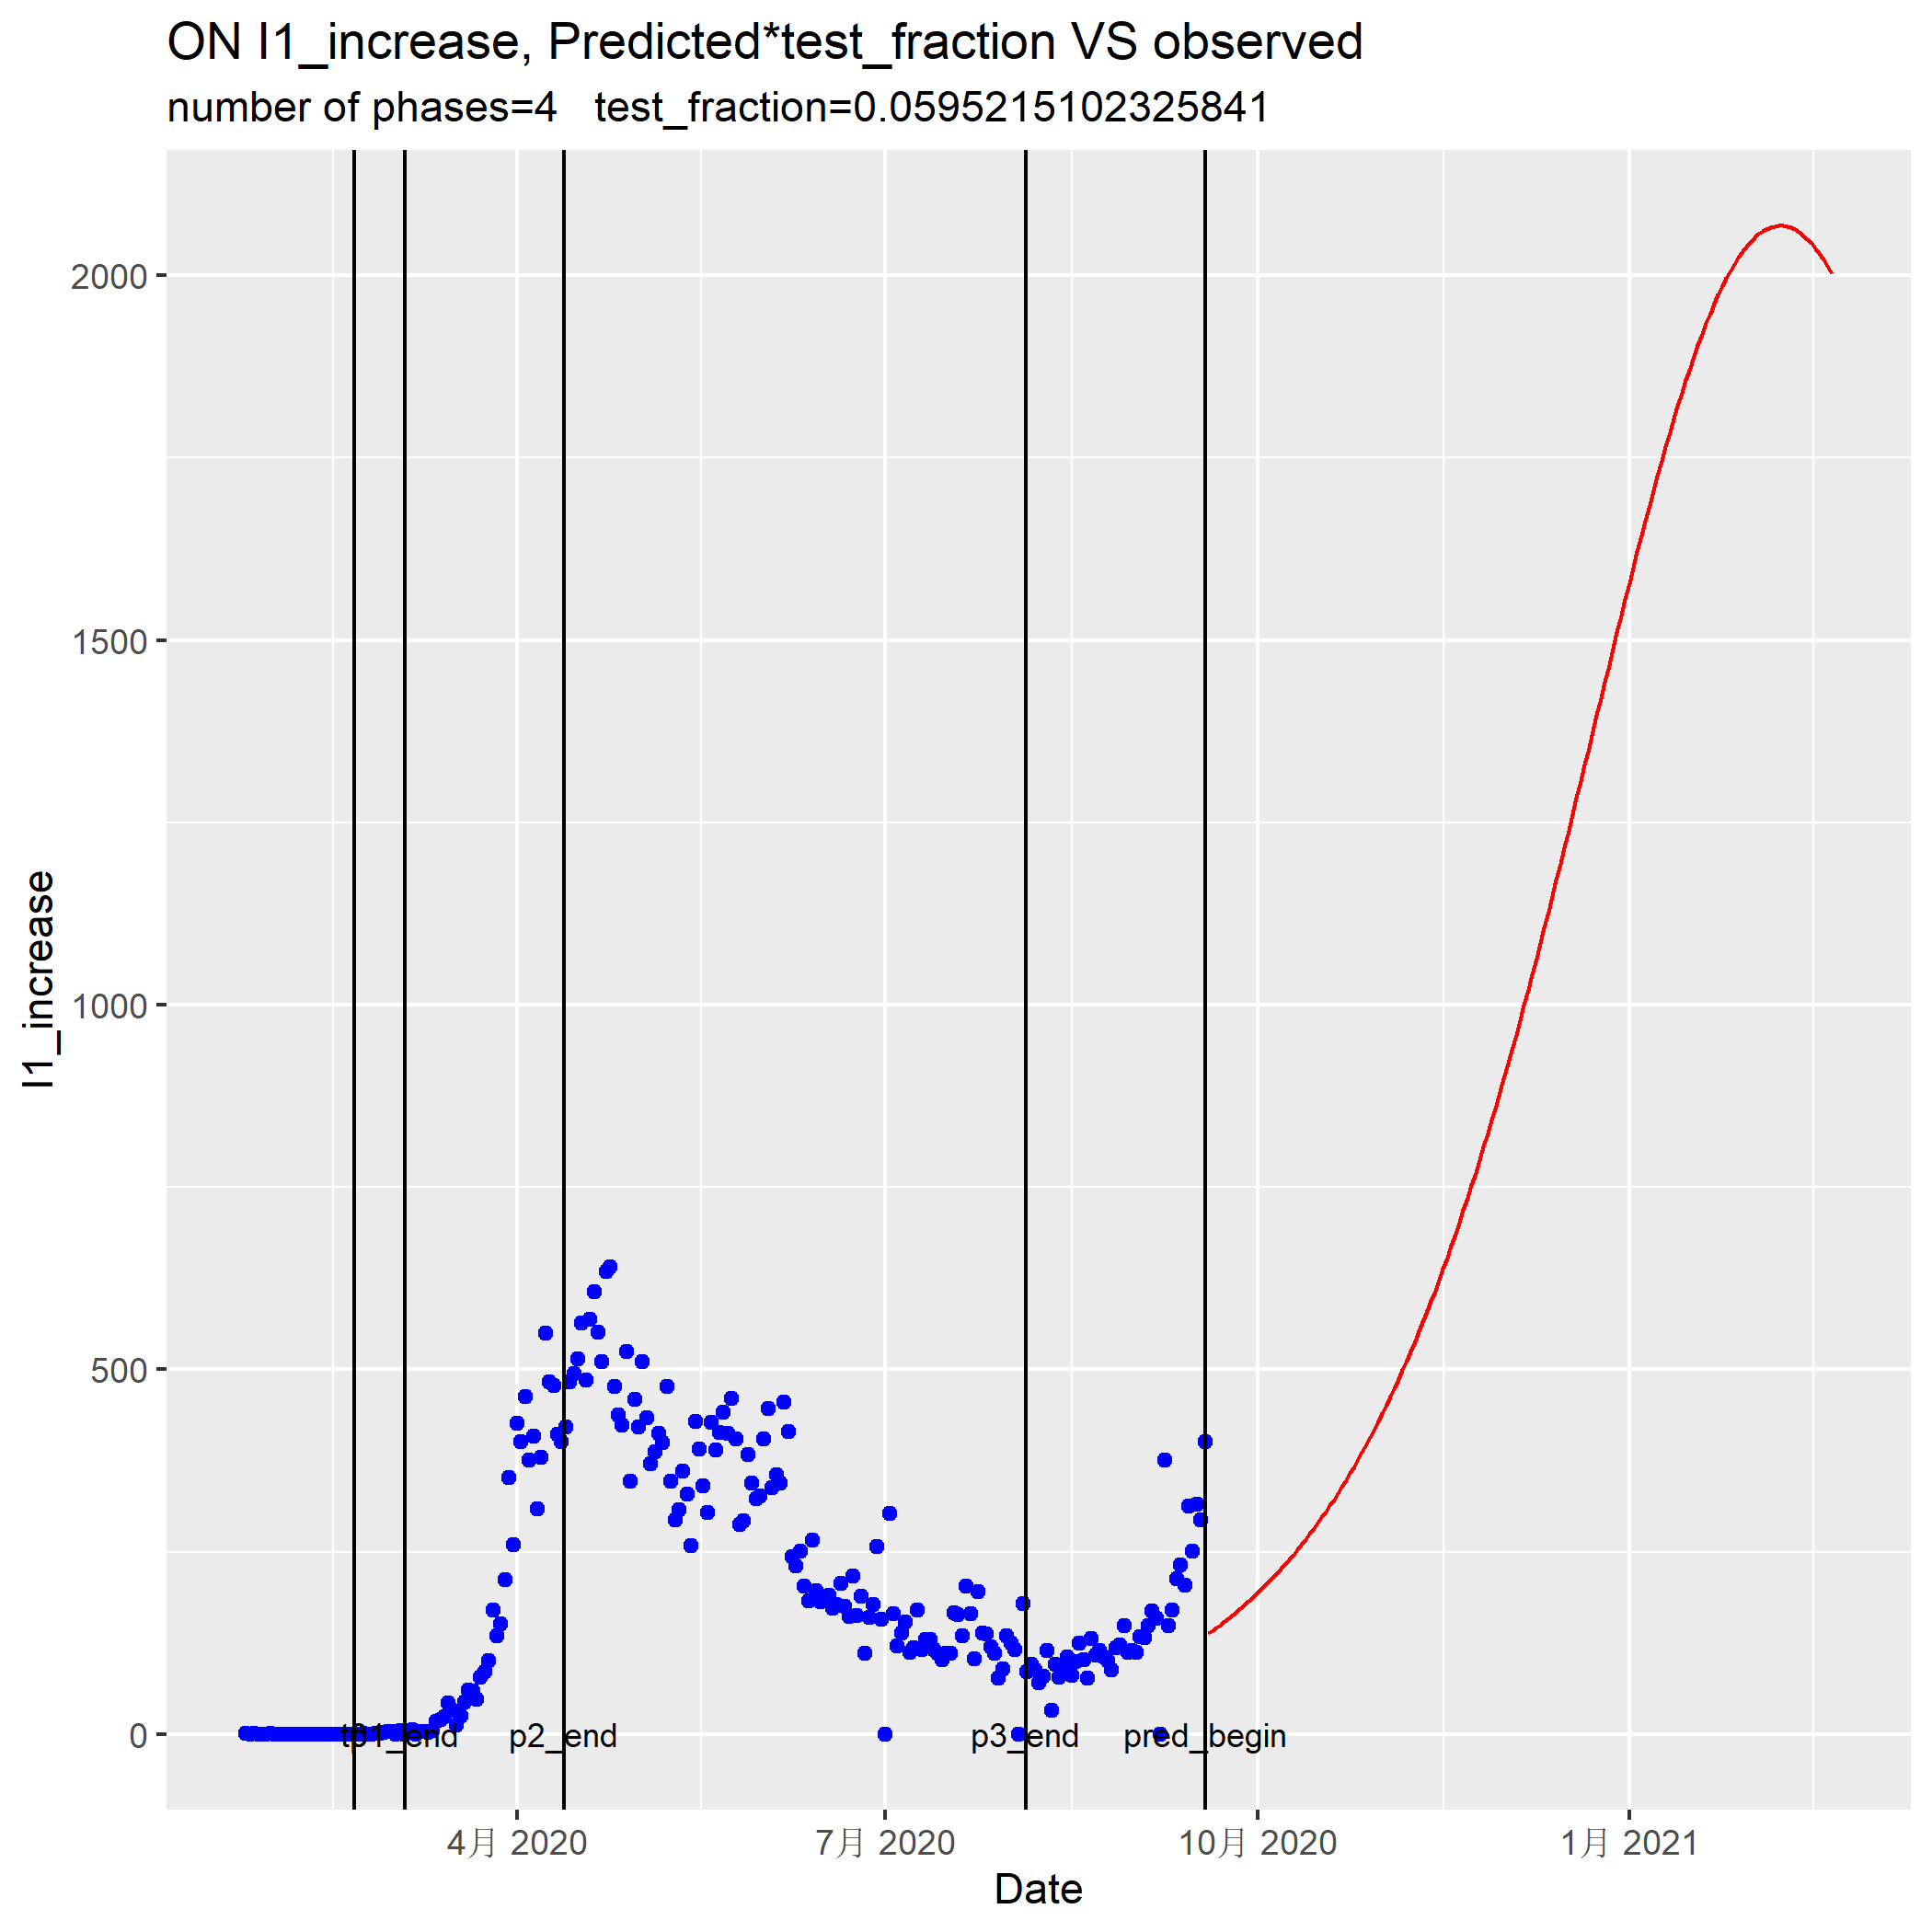 ON I1_increase, Predicted*test_fraction VS observed
number of phases=4 test_fraction=0.0595215102325841
2000
1500
1000
500
0
I1_increase
p1_end
p2_end
p3_end
pred_begin
4月 2020
7月 2020
10月 2020
1月 2021
Date